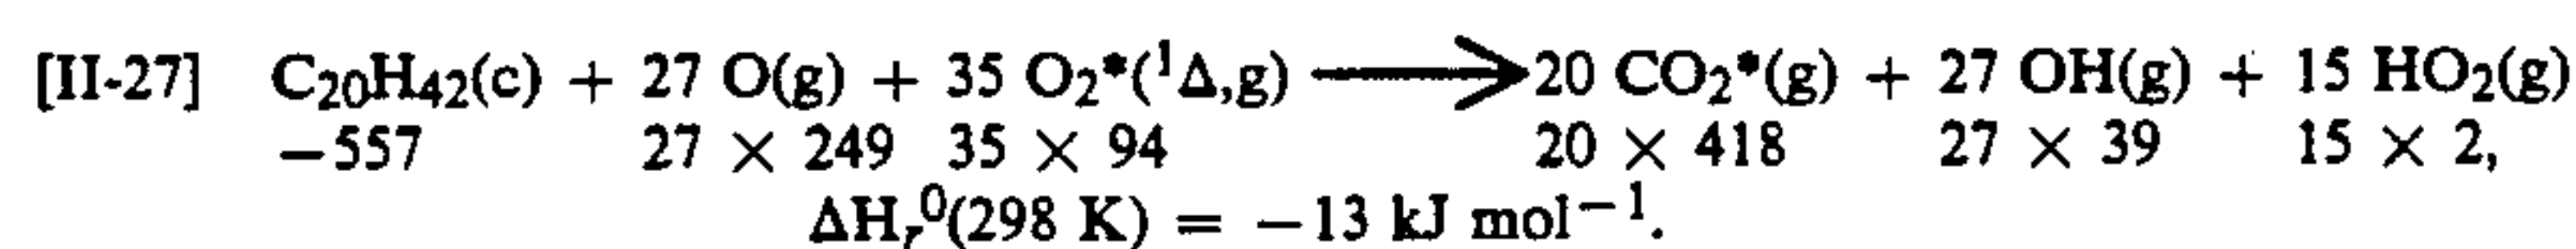 [II-27] C₂₀H₄₂(c) + 27 O(g) + 35 O₂*(¹Δ,g) ⟶ 20 CO₂*(g) + 27 OH(g) + 15 HO₂(g)
−557 27 × 249 35 × 94 20 × 418 27 × 39 15 × 2,
ΔHᵣ⁰(298 K) = −13 kJ mol⁻¹.